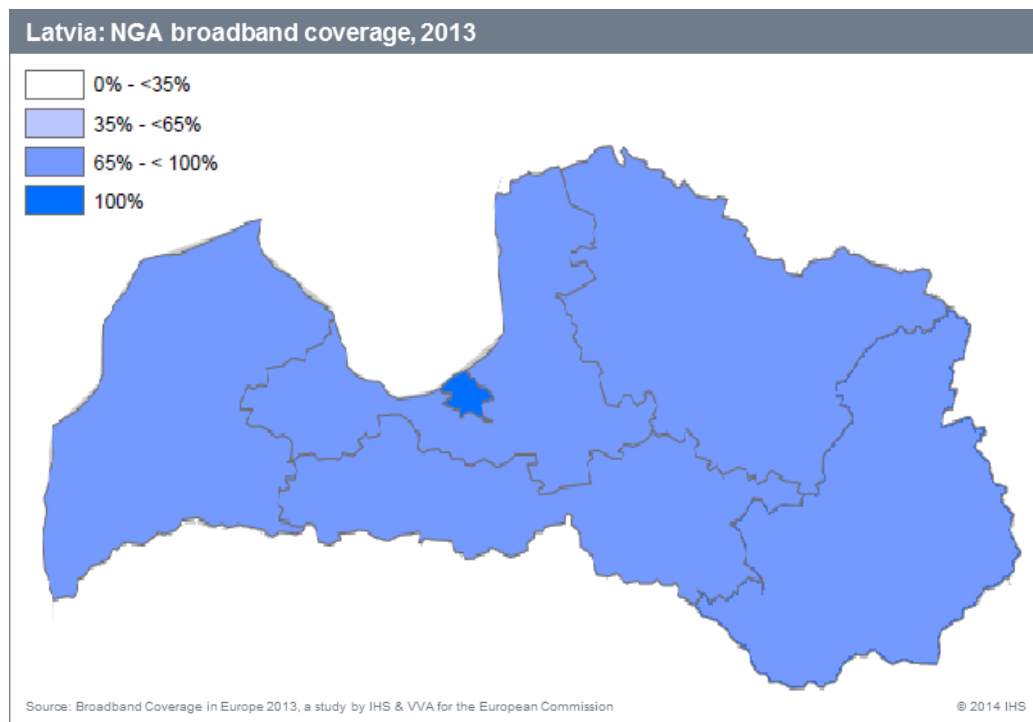 Latvia: NGA broadband coverage, 2013
0% - <35%
35% - <65%
65% - < 100%
100%
Source: Broadband Coverage in Europe 2013, a study by IHS & VVA for the European Commission
© 2014 IHS